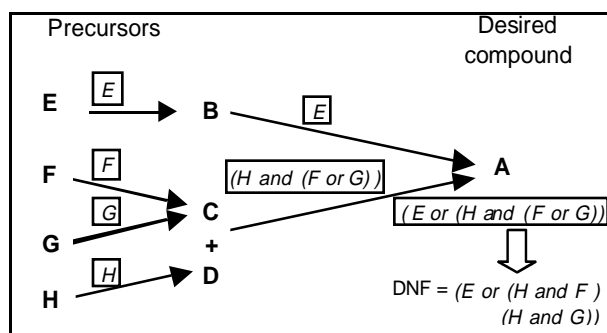 Precursors
Desired
compound
E
E
B
E
F
F
(H and (F or G))
A
G
G
C
+
(E or (H and (F or G))
H
H
D
DNF = (E or (H and F)
(H and G))